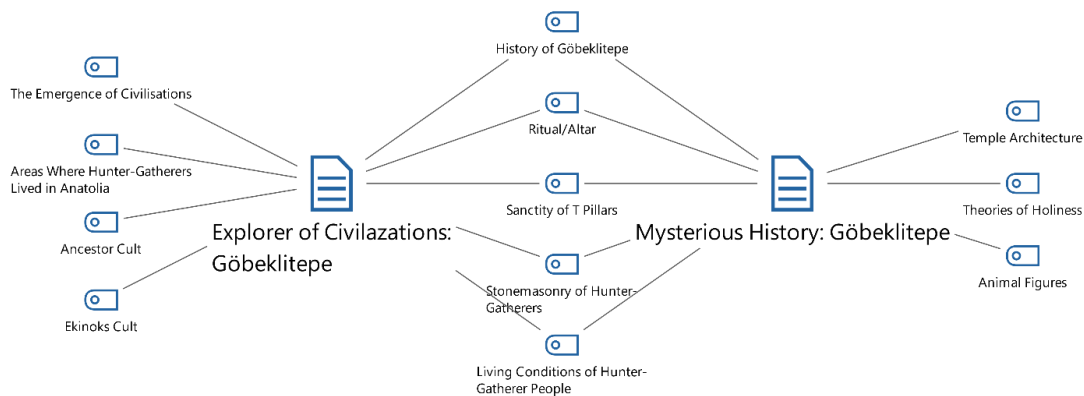 History of Göbeklitepe
The Emergence of Civilisations
Ritual/Altar
Temple Architecture
Areas Where Hunter-Gatherers
Lived in Anatolia
Sanctity of T Pillars
Theories of Holiness
Explorer of Civilazations:
Göbeklitepe
Mysterious History: Göbeklitepe
Ancestor Cult
Stonemasonry of Hunter-
Gatherers
Animal Figures
Ekinoks Cult
Living Conditions of Hunter-
Gatherer People